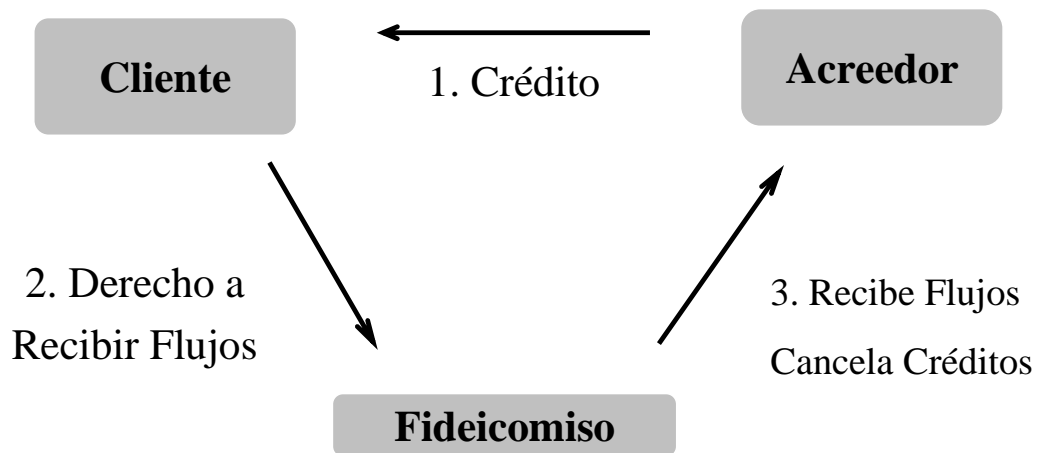 Cliente
1. Crédito
Acreedor
2. Derecho a
Recibir Flujos
3. Recibe Flujos
Cancela Créditos
Fideicomiso